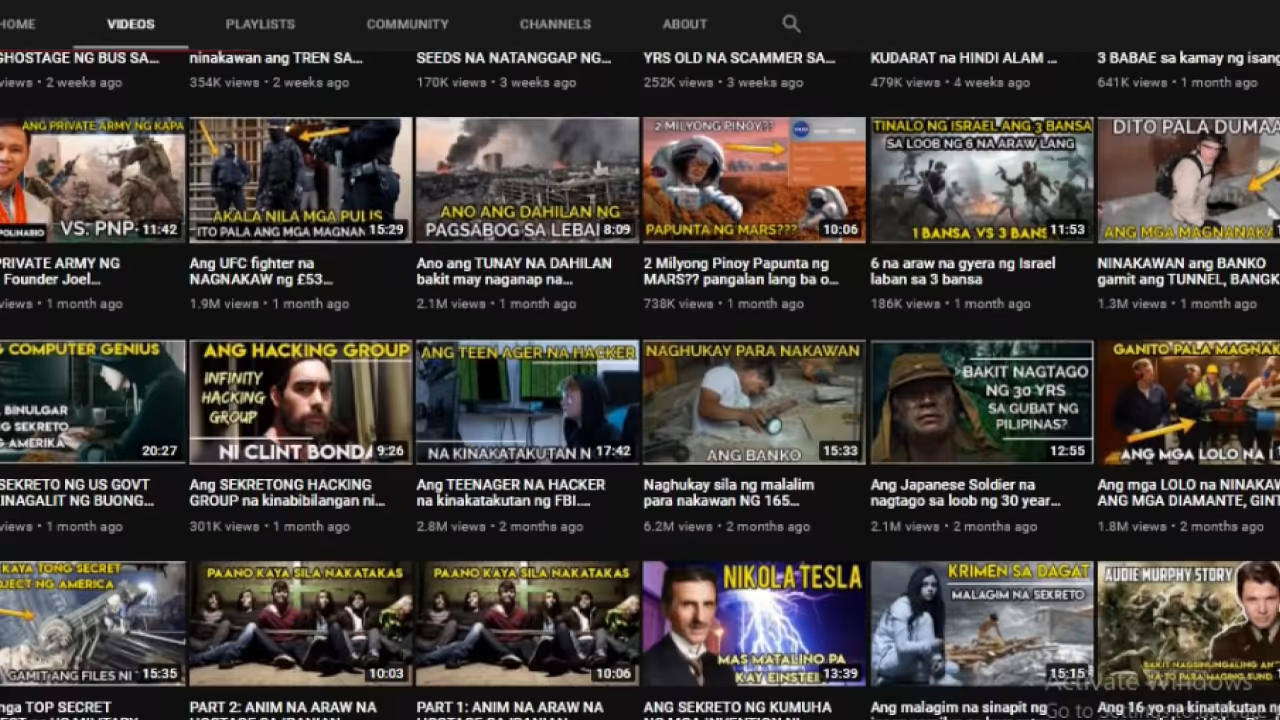 HOME VIDEOS PLAYLISTS COMMUNITY CHANNELS ABOUT
GHOSTAGE NG BUS SA...
views • 2 weeks ago
ninakawan ang TREN SA...
354K views • 2 weeks ago
SEEDS NA NATANGGAP NG...
170K views • 3 weeks ago
YRS OLD NA SCAMMER SA...
252K views • 3 weeks ago
KUDARAT na HINDI ALAM ...
479K views • 4 weeks ago
3 BABAE sa kamay ng isang
641K views • 1 month ago
ANG PRIVATE ARMY NG KAPA
POLINARIO
VS. PNP-
11:42
PRIVATE ARMY NG
Founder Joel...
views • 1 month ago
AKALA NILA MGA PULIS
ITO PALA ANG MGA MAGNAN
15:29
Ang UFC fighter na
NAGNAKAW ng £53...
1.9M views • 1 month ago
ANO ANG DAHILAN NG
PAGSABOG SA LEBA
8:09
Ano ang TUNAY NA DAHILAN
bakit may naganap na...
2.1M views • 1 month ago
2 MILYONG PINOY??
PAPUNTA NG MARS???
10:06
2 Milyong Pinoy Papunta ng
MARS?? pangalan lang ba o...
738K views • 1 month ago
TINALO NG ISRAEL ANG 3 BANSA
SA LOOB NG 6 NA ARAW LANG
1 BANSA VS 3 BANS
11:53
6 na araw na gyera ng Israel
laban sa 3 bansa
186K views • 1 month ago
DITO PALA DUMAA
ANG MGA MAGNANAKA
NINAKAWAN ang BANKO
gamit ang TUNNEL, BANGK
1.3M views • 1 month ago
G COMPUTER GENIUS
BINULGAR
G SEKRETO
AMERIKA
20:27
SEKRETO NG US GOVT
INAGALIT NG BUONG...
views • 1 month ago
ANG HACKING GROUP
INFINITY
HACKING
GROUP
NI CLINT BONDA
9:26
Ang SEKRETONG HACKING
GROUP na kinabibilangan ni...
301K views • 1 month ago
ANG TEEN AGER NA HACKER
NA KINAKATAKUTAN N
17:42
Ang TEENAGER NA HACKER
na kinakatakutan ng FBI....
2.8M views • 2 months ago
NAGHUKAY PARA NAKAWAN
ANG BANKO
15:33
Naghukay sila ng malalim
para nakawan NG 165...
6.2M views • 2 months ago
BAKIT NAGTAGO
NG 30 YRS
SA GUBAT NG
PILIPINAS?
12:55
Ang Japanese Soldier na
nagtago sa loob ng 30 year...
2.1M views • 2 months ago
GANITO PALA MAGNAK
ANG MGA LOLO NA I
Ang mga LOLO na NINAKAW
ANG MGA DIAMANTE, GINT
1.8M views • 2 months ago
KAYA TONG SECRET
JECT NG AMERICA
GAMIT ANG FILES NI
15:35
nga TOP SECRET
PAANO KAYA SILA NAKATAKAS
10:03
PART 2: ANIM NA ARAW NA
PAANO KAYA SILA NAKATAKAS
10:06
PART 1: ANIM NA ARAW NA
NIKOLA TESLA
MAS MATALINO PA
KAY EINSTEI
13:39
ANG SEKRETO NG KUMUHA
KRIMEN SA DAGAT
MALAGIM NA SEKRETO
15:15
Ang malagim na sinapit ng
AUDIE MURPHY STORY
BAKIT NAGSINUNGALING AN
Ang 16 yo na kinatakutan n
Activate Windows